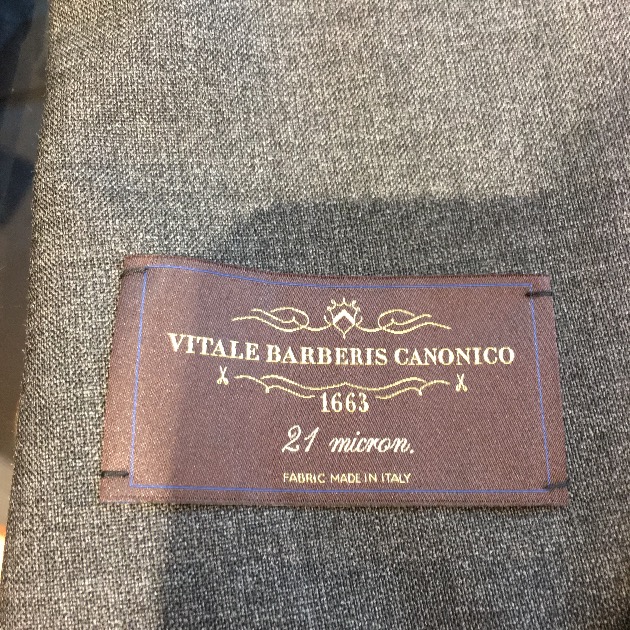 VITALE BARBERIS CANONICO
1663
21 micron.
FABRIC MADE IN ITALY